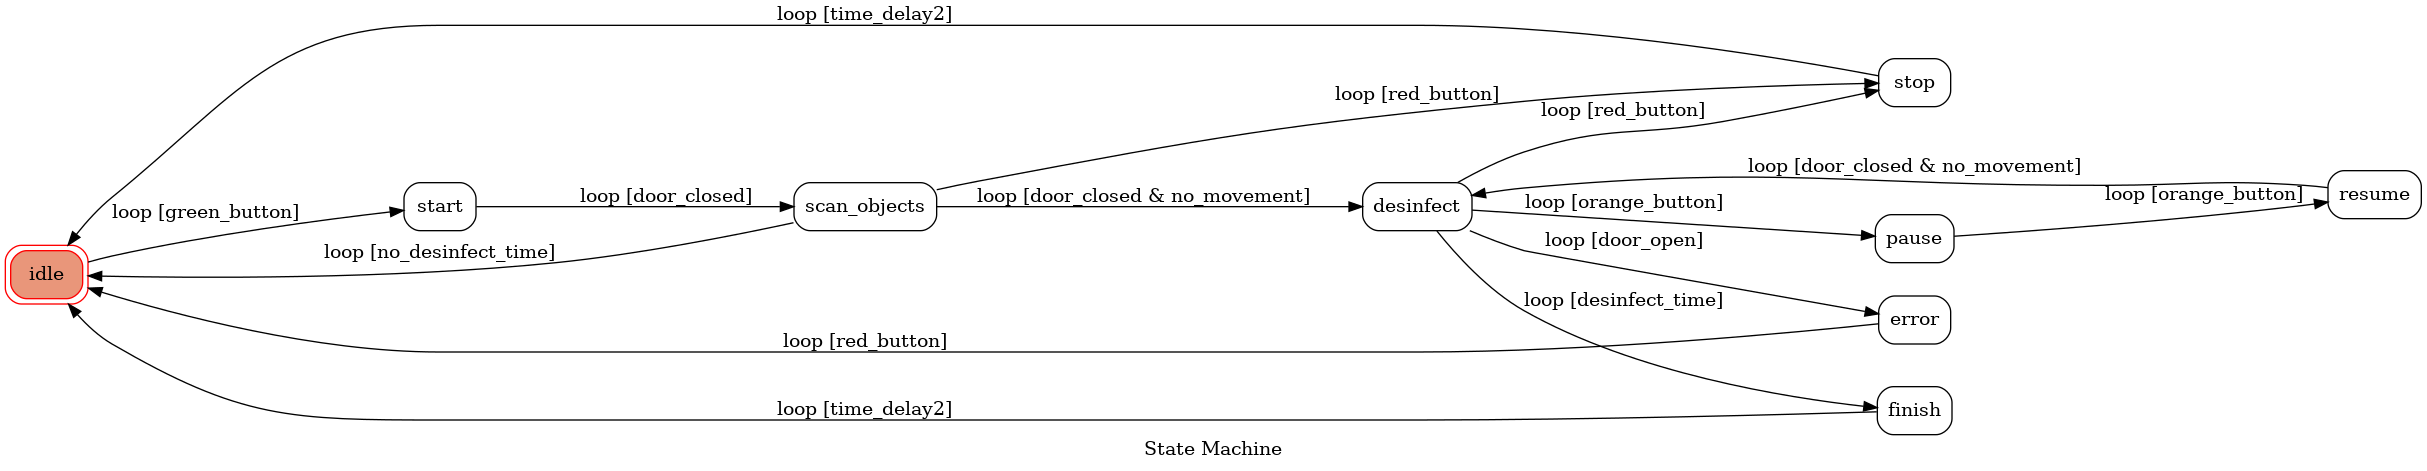 loop [time_delay2]
stop
loop [red_button]
loop [red_button]
loop [door_closed & no_movement]
resume
loop [orange_button]
loop [door_closed]
loop [door_closed & no_movement]
start
scan_objects
desinfect
loop [orange_button]
loop [green_button]
pause
loop [door_open]
loop [no_desinfect_time]
idle
loop [desinfect_time]
error
loop [red_button]
loop [time_delay2]
finish
State Machine